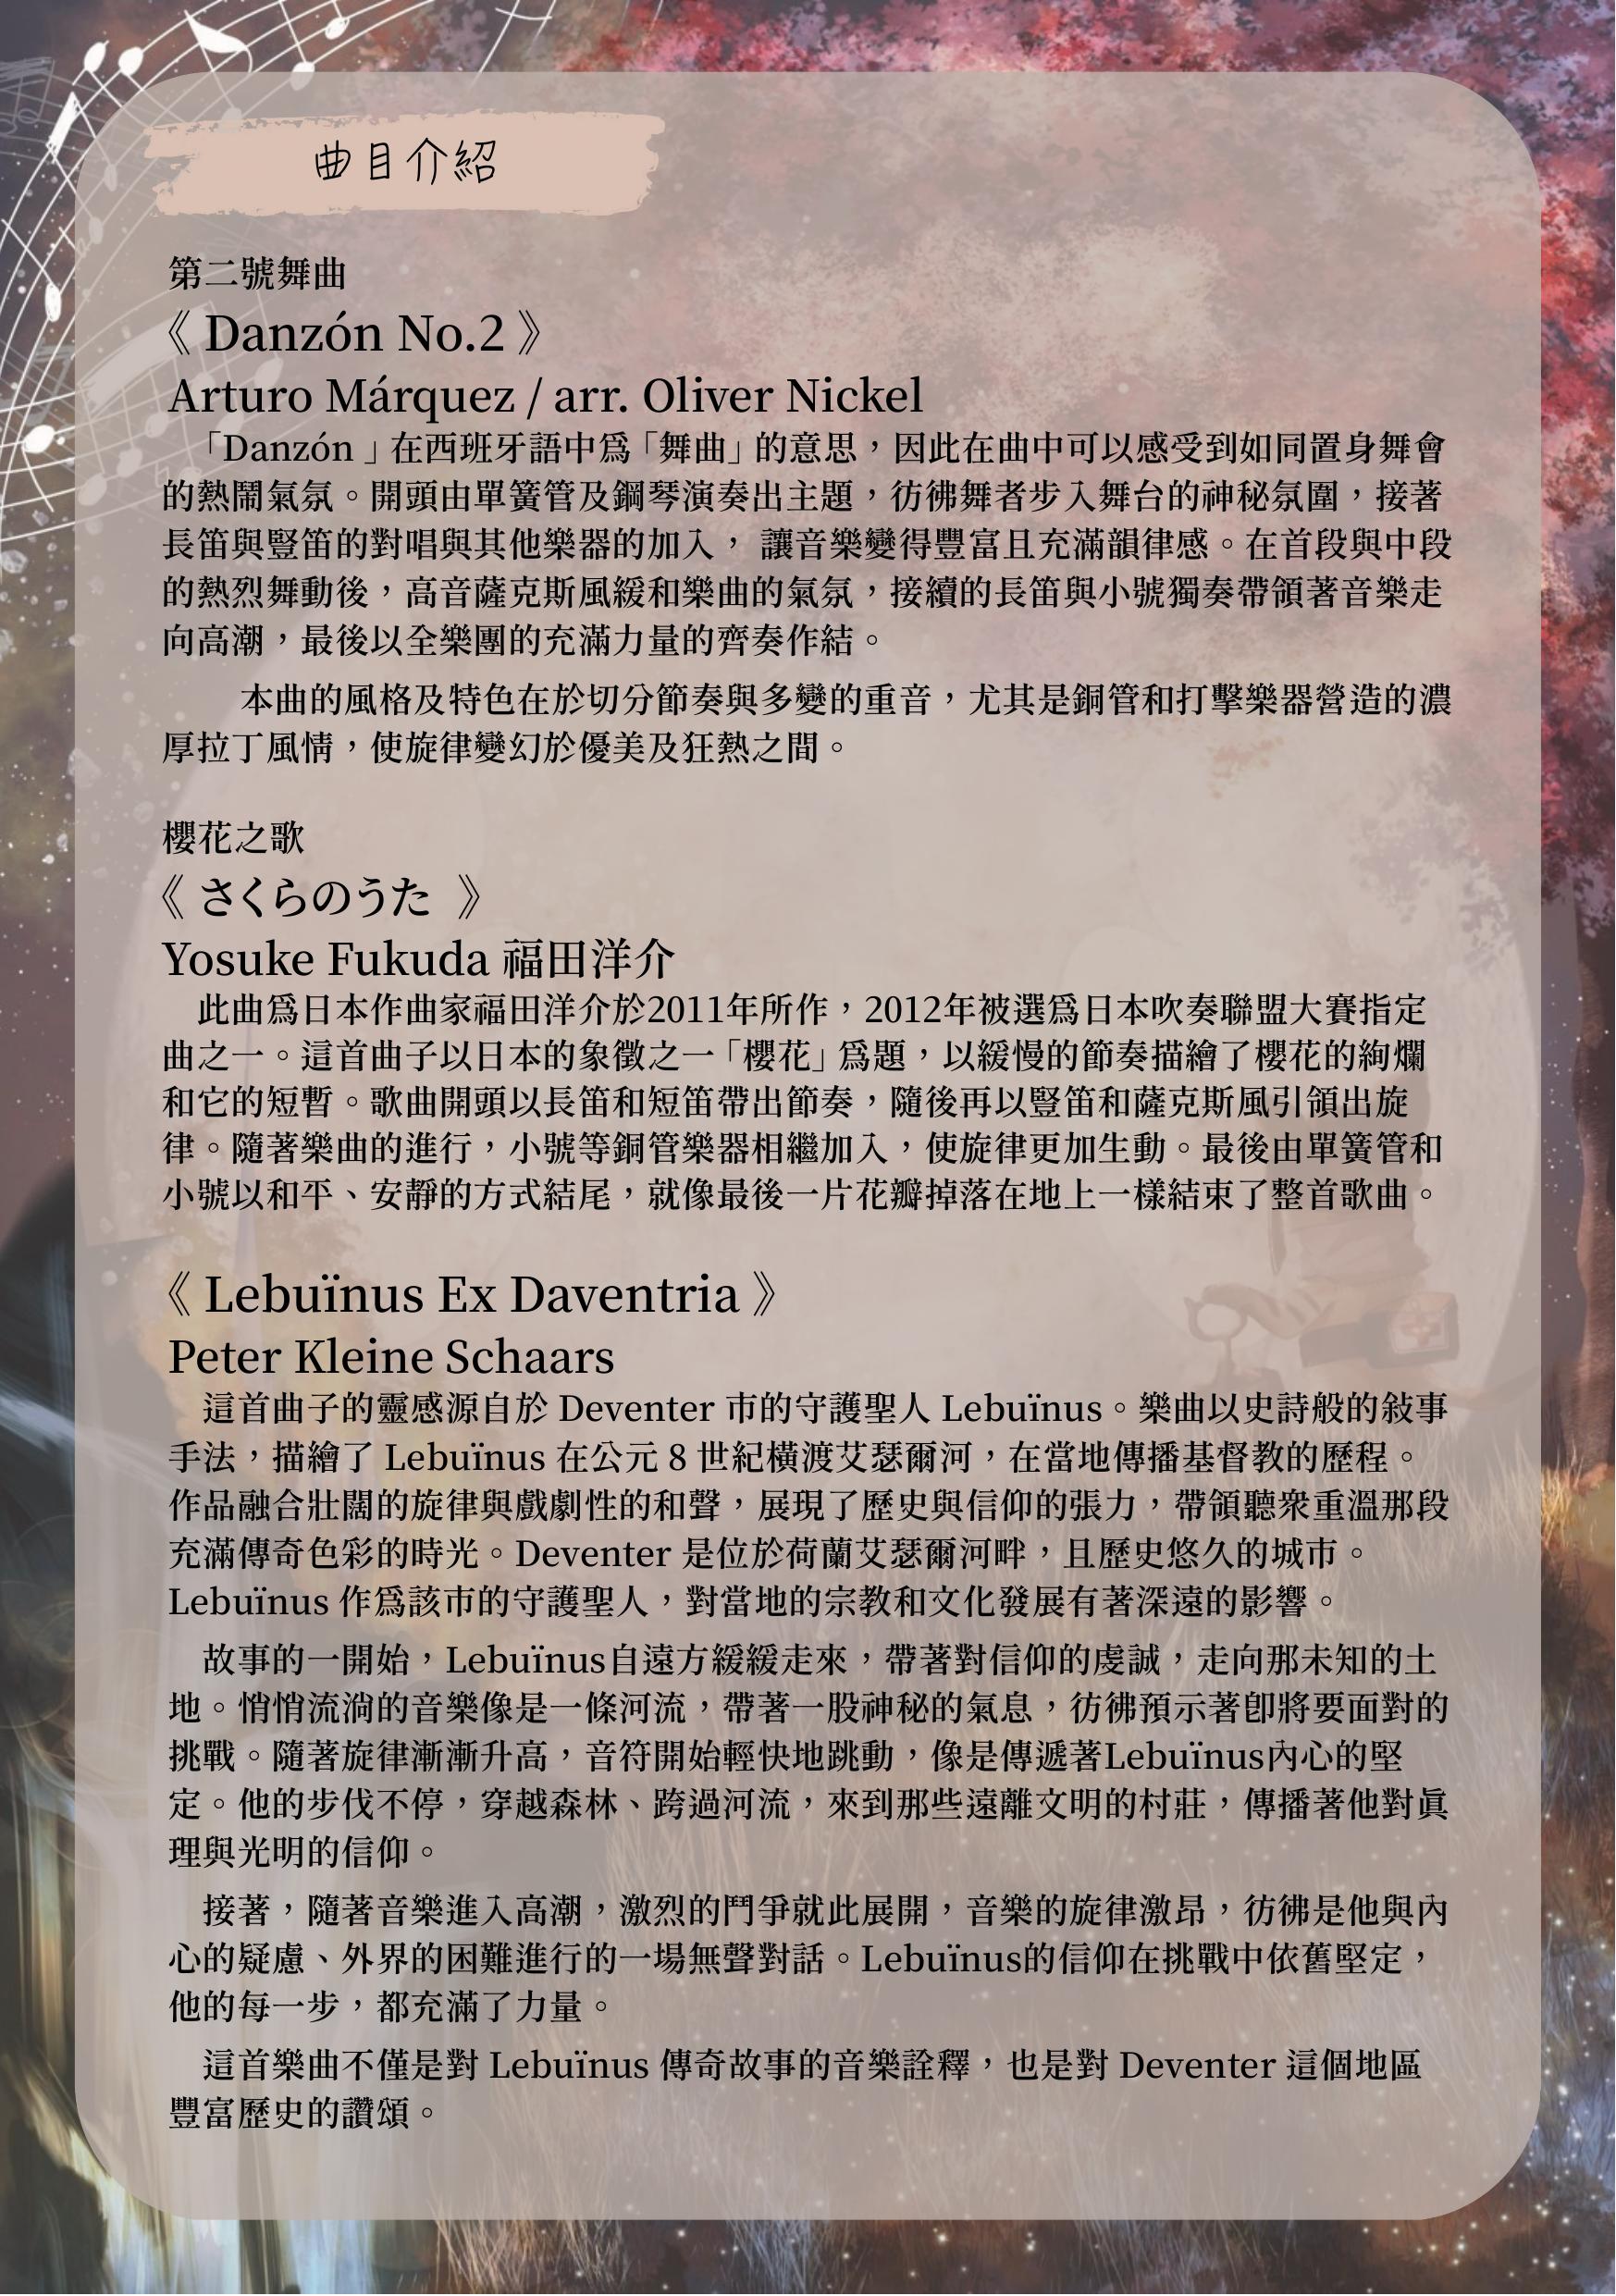 曲目介紹
第二號舞曲
《 Danzón No.2 》
Arturo Márquez / arr. Oliver Nickel
「Danzón 」在西班牙語中爲「舞曲」的意思，因此在曲中可以感受到如同置身舞會
的熱鬧氣氛。開頭由單簧管及鋼琴演奏出主題，彷彿舞者步入舞台的神秘氛圍，接著
長笛與豎笛的對唱與其他樂器的加入， 讓音樂變得豐富且充滿韻律感。在首段與中段
的熱烈舞動後，高音薩克斯風緩和樂曲的氣氛，接續的長笛與小號獨奏帶領著音樂走
向高潮，最後以全樂團的充滿力量的齊奏作結。
本曲的風格及特色在於切分節奏與多變的重音，尤其是銅管和打擊樂器營造的濃
厚拉丁風情，使旋律變幻於優美及狂熱之間。
櫻花之歌
《 さくらのうた 》
Yosuke Fukuda 福田洋介
此曲爲日本作曲家福田洋介於2011年所作，2012年被選爲日本吹奏聯盟大賽指定
曲之一。這首曲子以日本的象徵之一「櫻花」爲題，以緩慢的節奏描繪了櫻花的絢爛
和它的短暫。歌曲開頭以長笛和短笛帶出節奏，隨後再以豎笛和薩克斯風引領出旋
律。隨著樂曲的進行，小號等銅管樂器相繼加入，使旋律更加生動。最後由單簧管和
小號以和平、安靜的方式結尾，就像最後一片花瓣掉落在地上一樣結束了整首歌曲。
《 Lebuïnus Ex Daventria 》
Peter Kleine Schaars
這首曲子的靈感源自於 Deventer 市的守護聖人 Lebuïnus。樂曲以史詩般的敍事
手法，描繪了 Lebuïnus 在公元 8 世紀橫渡艾瑟爾河，在當地傳播基督教的歷程。
作品融合壯闊的旋律與戲劇性的和聲，展現了歷史與信仰的張力，帶領聽衆重溫那段
充滿傳奇色彩的時光。Deventer 是位於荷蘭艾瑟爾河畔，且歷史悠久的城市。
Lebuïnus 作爲該市的守護聖人，對當地的宗教和文化發展有著深遠的影響。
故事的一開始，Lebuïnus自遠方緩緩走來，帶著對信仰的虔誠，走向那未知的土
地。悄悄流淌的音樂像是一條河流，帶著一股神秘的氣息，彷彿預示著卽將要面對的
挑戰。隨著旋律漸漸升高，音符開始輕快地跳動，像是傳遞著Lebuïnus內心的堅
定。他的步伐不停，穿越森林、跨過河流，來到那些遠離文明的村莊，傳播著他對眞
理與光明的信仰。
接著，隨著音樂進入高潮，激烈的鬥爭就此展開，音樂的旋律激昂，彷彿是他與內
心的疑慮、外界的困難進行的一場無聲對話。Lebuïnus的信仰在挑戰中依舊堅定，
他的每一步，都充滿了力量。
這首樂曲不僅是對 Lebuïnus 傳奇故事的音樂詮釋，也是對 Deventer 這個地區
豐富歷史的讚頌。